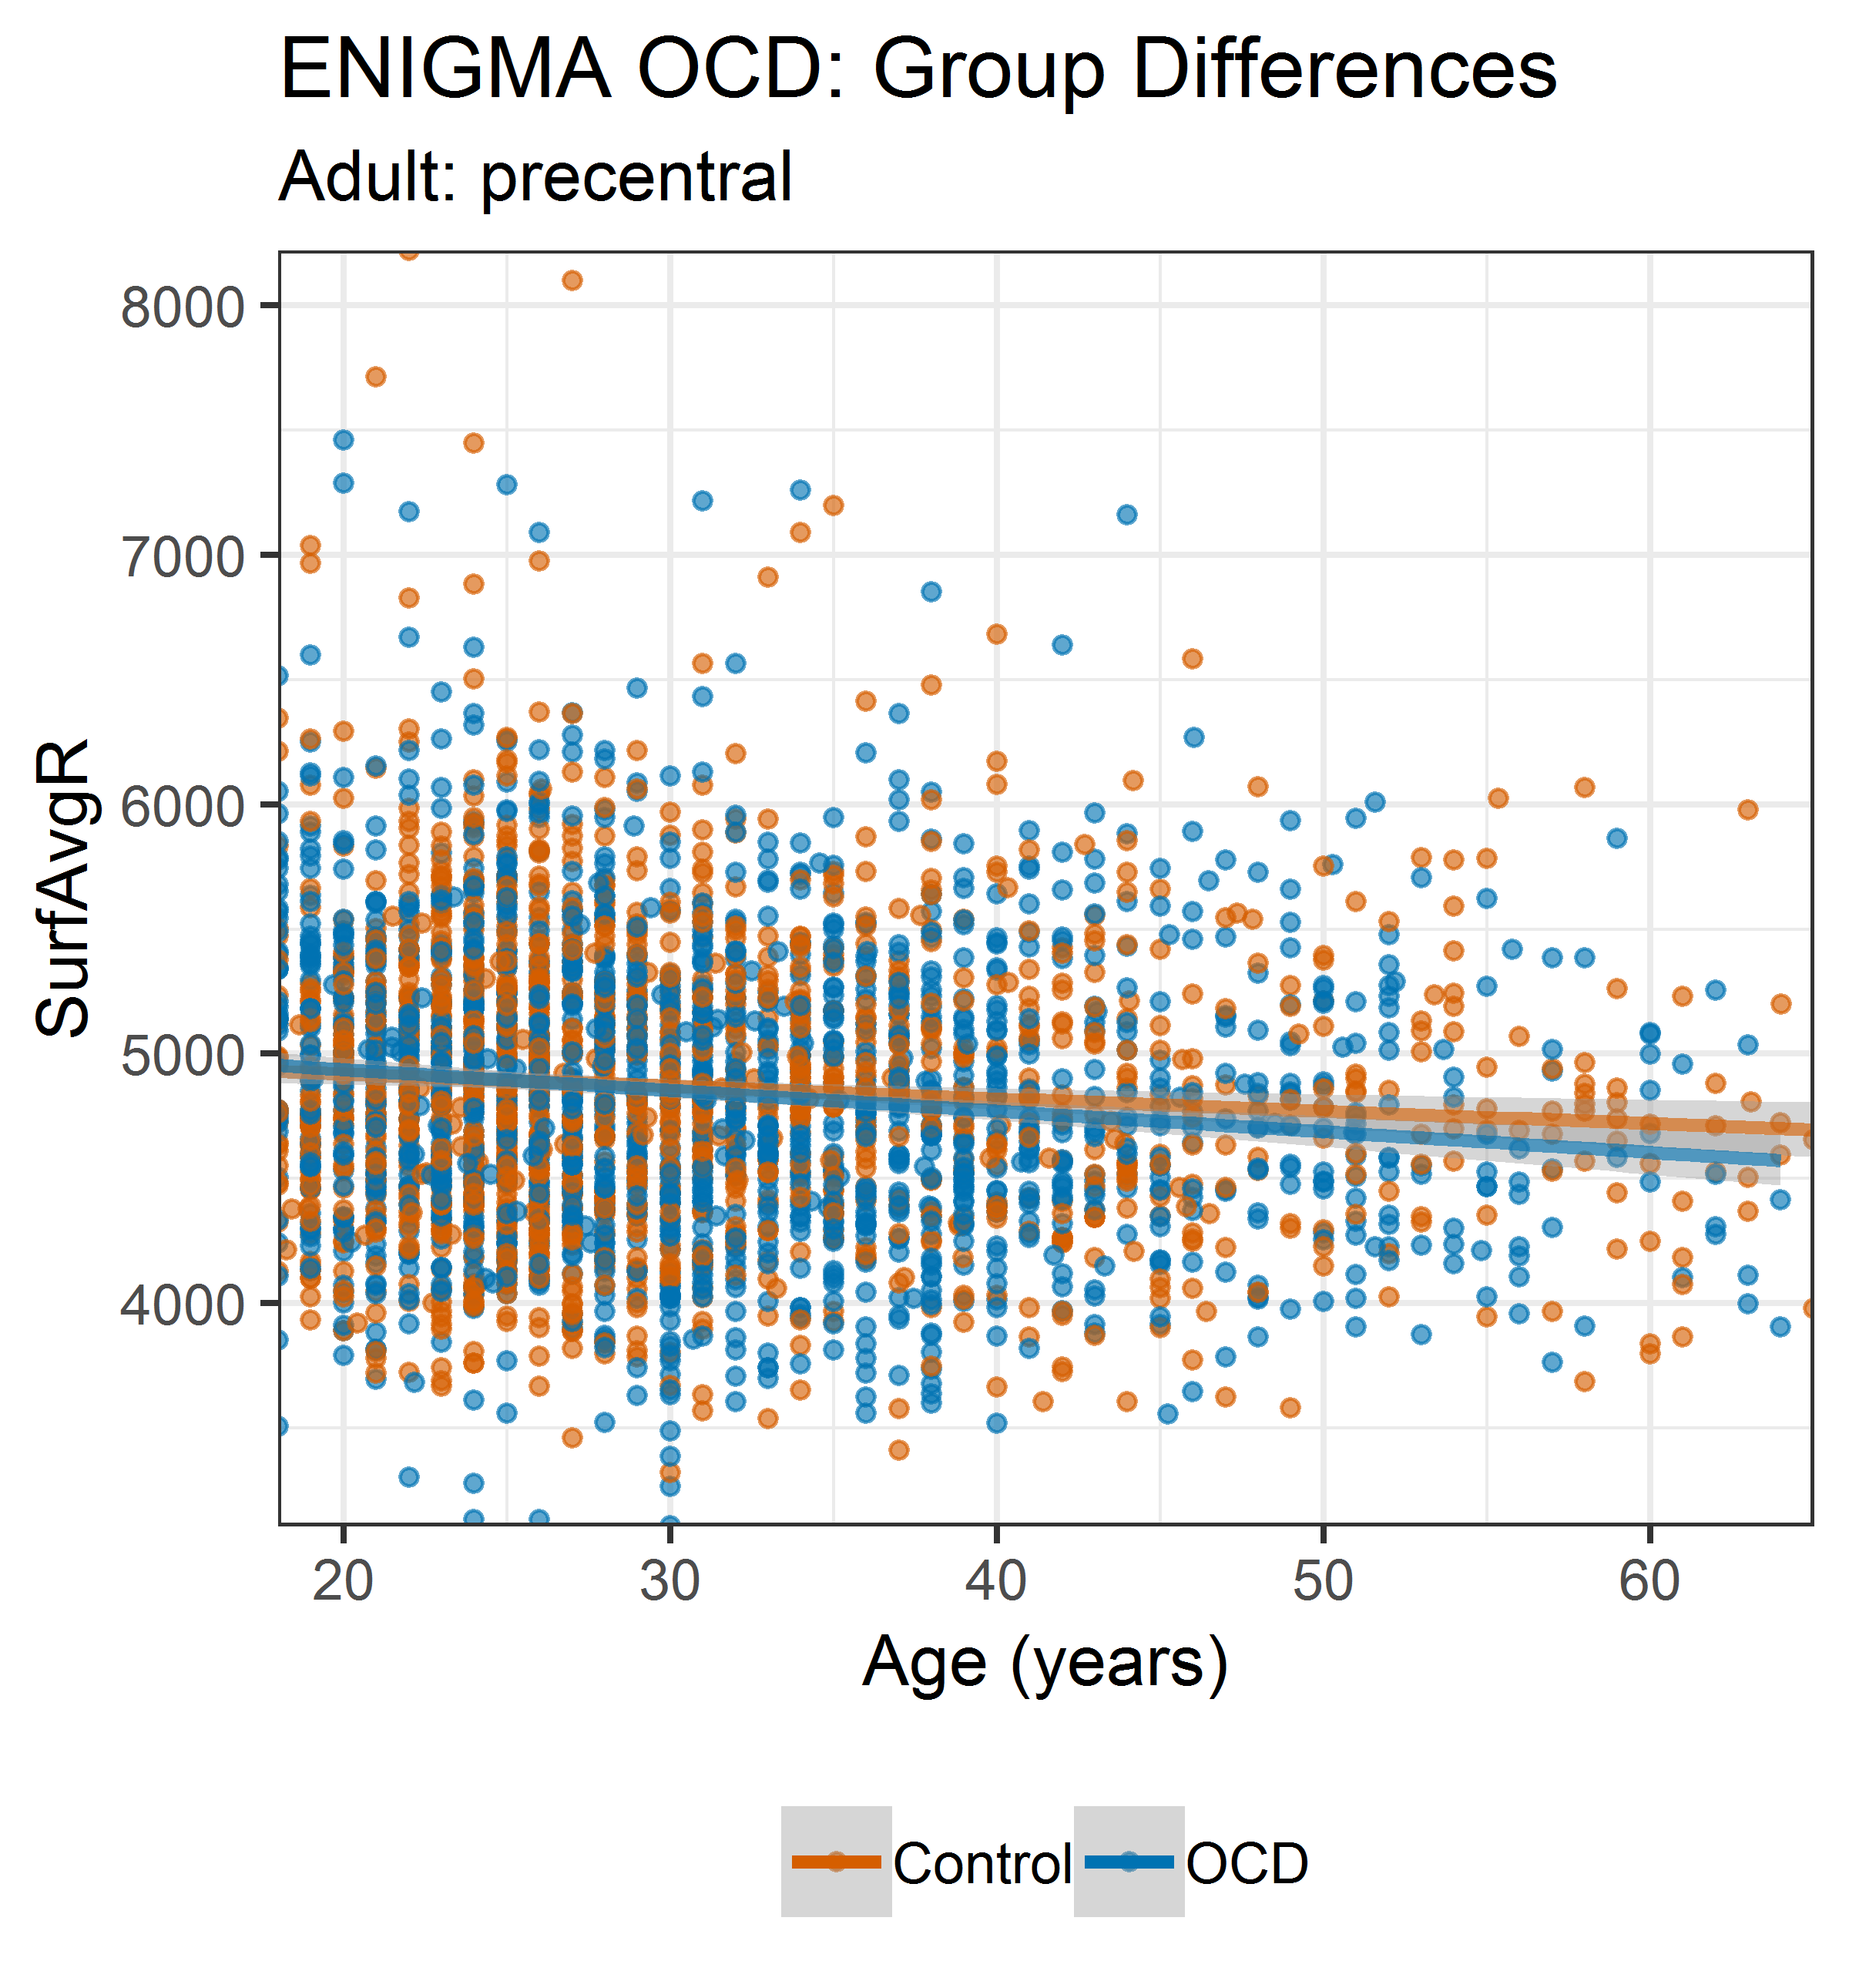 ENIGMA OCD: Group Differences
Adult: precentral
SurfAvgR
8000
7000
6000
5000
4000
20 30 40 50 60
Age (years)
Control OCD